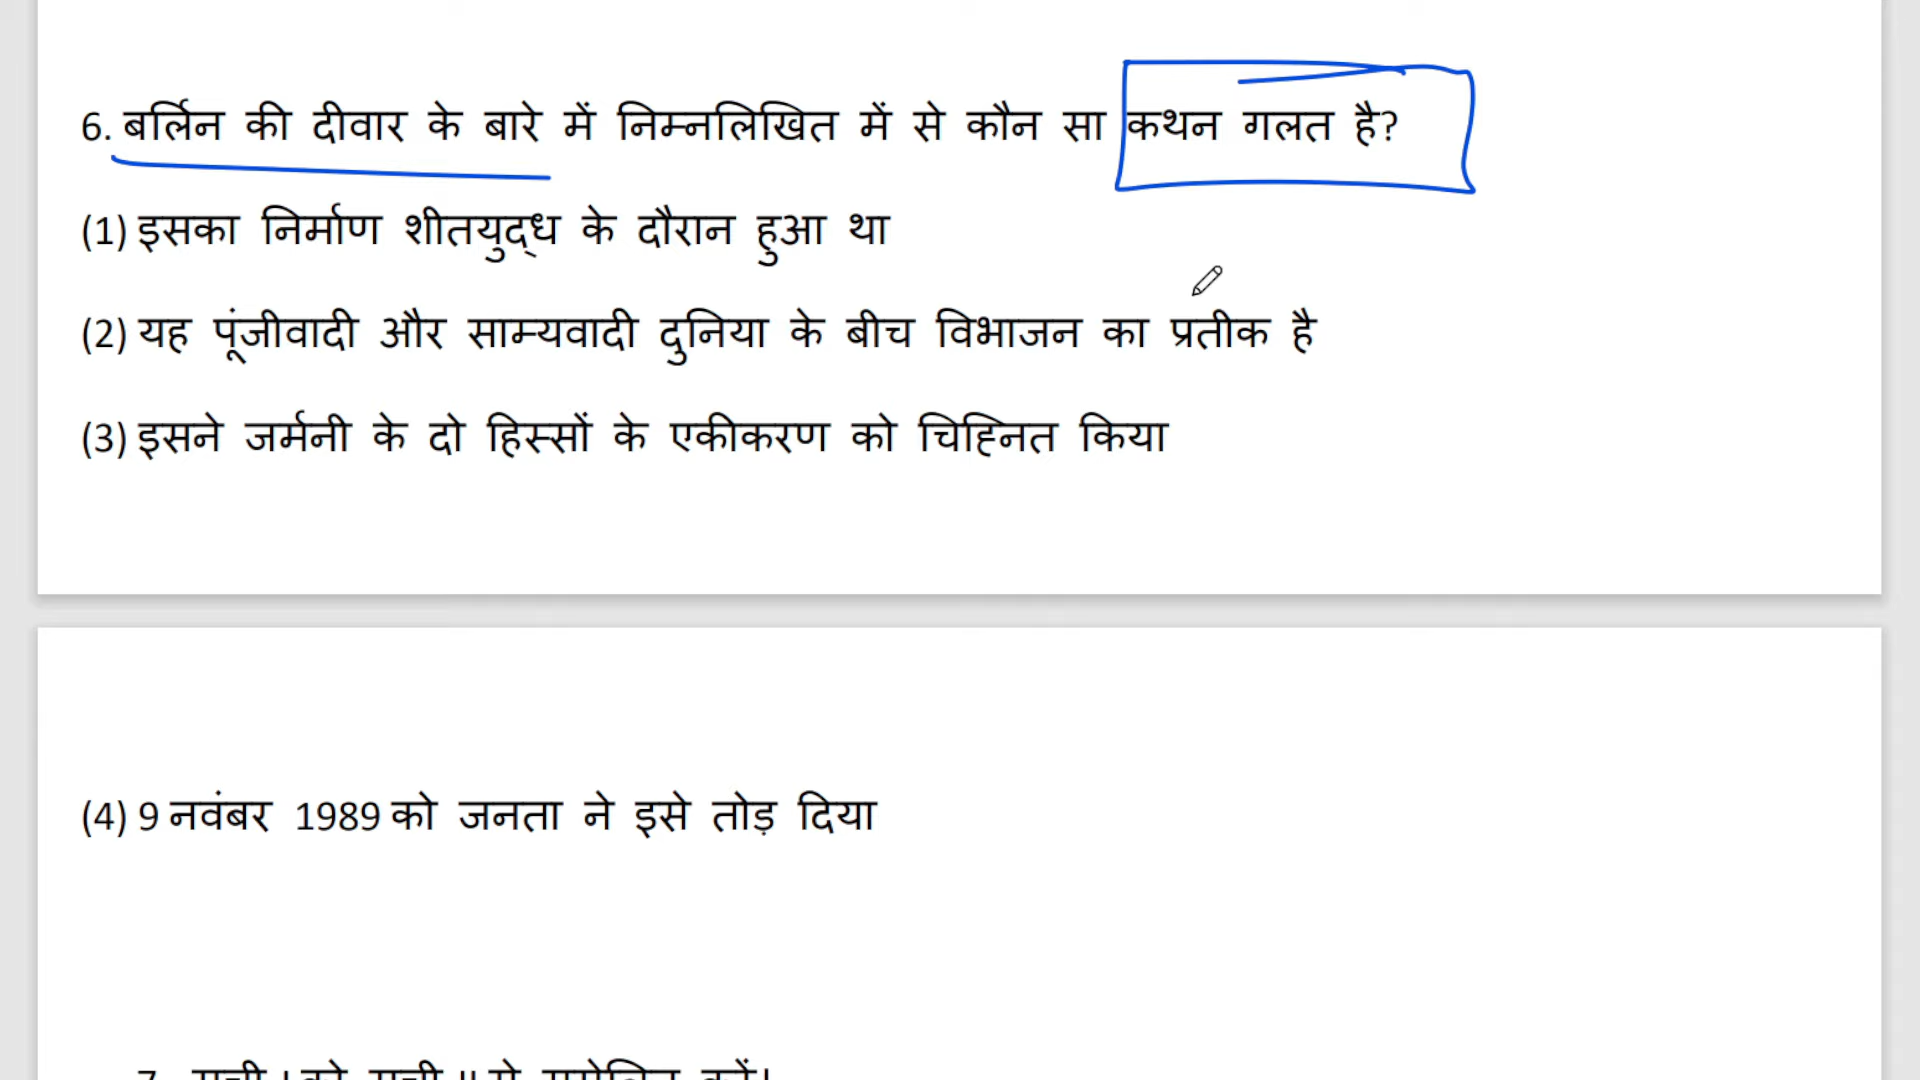 6. बर्लिन की दीवार के बारे में निम्नलिखित में से कौन सा कथन गलत है?
(1) इसका निर्माण शीतयुद्ध के दौरान हुआ था
(2) यह पूंजीवादी और साम्यवादी दुनिया के बीच विभाजन का प्रतीक है
(3) इसने जर्मनी के दो हिस्सों के एकीकरण को चिह्नित किया
(4) 9 नवंबर 1989 को जनता ने इसे तोड़ दिया